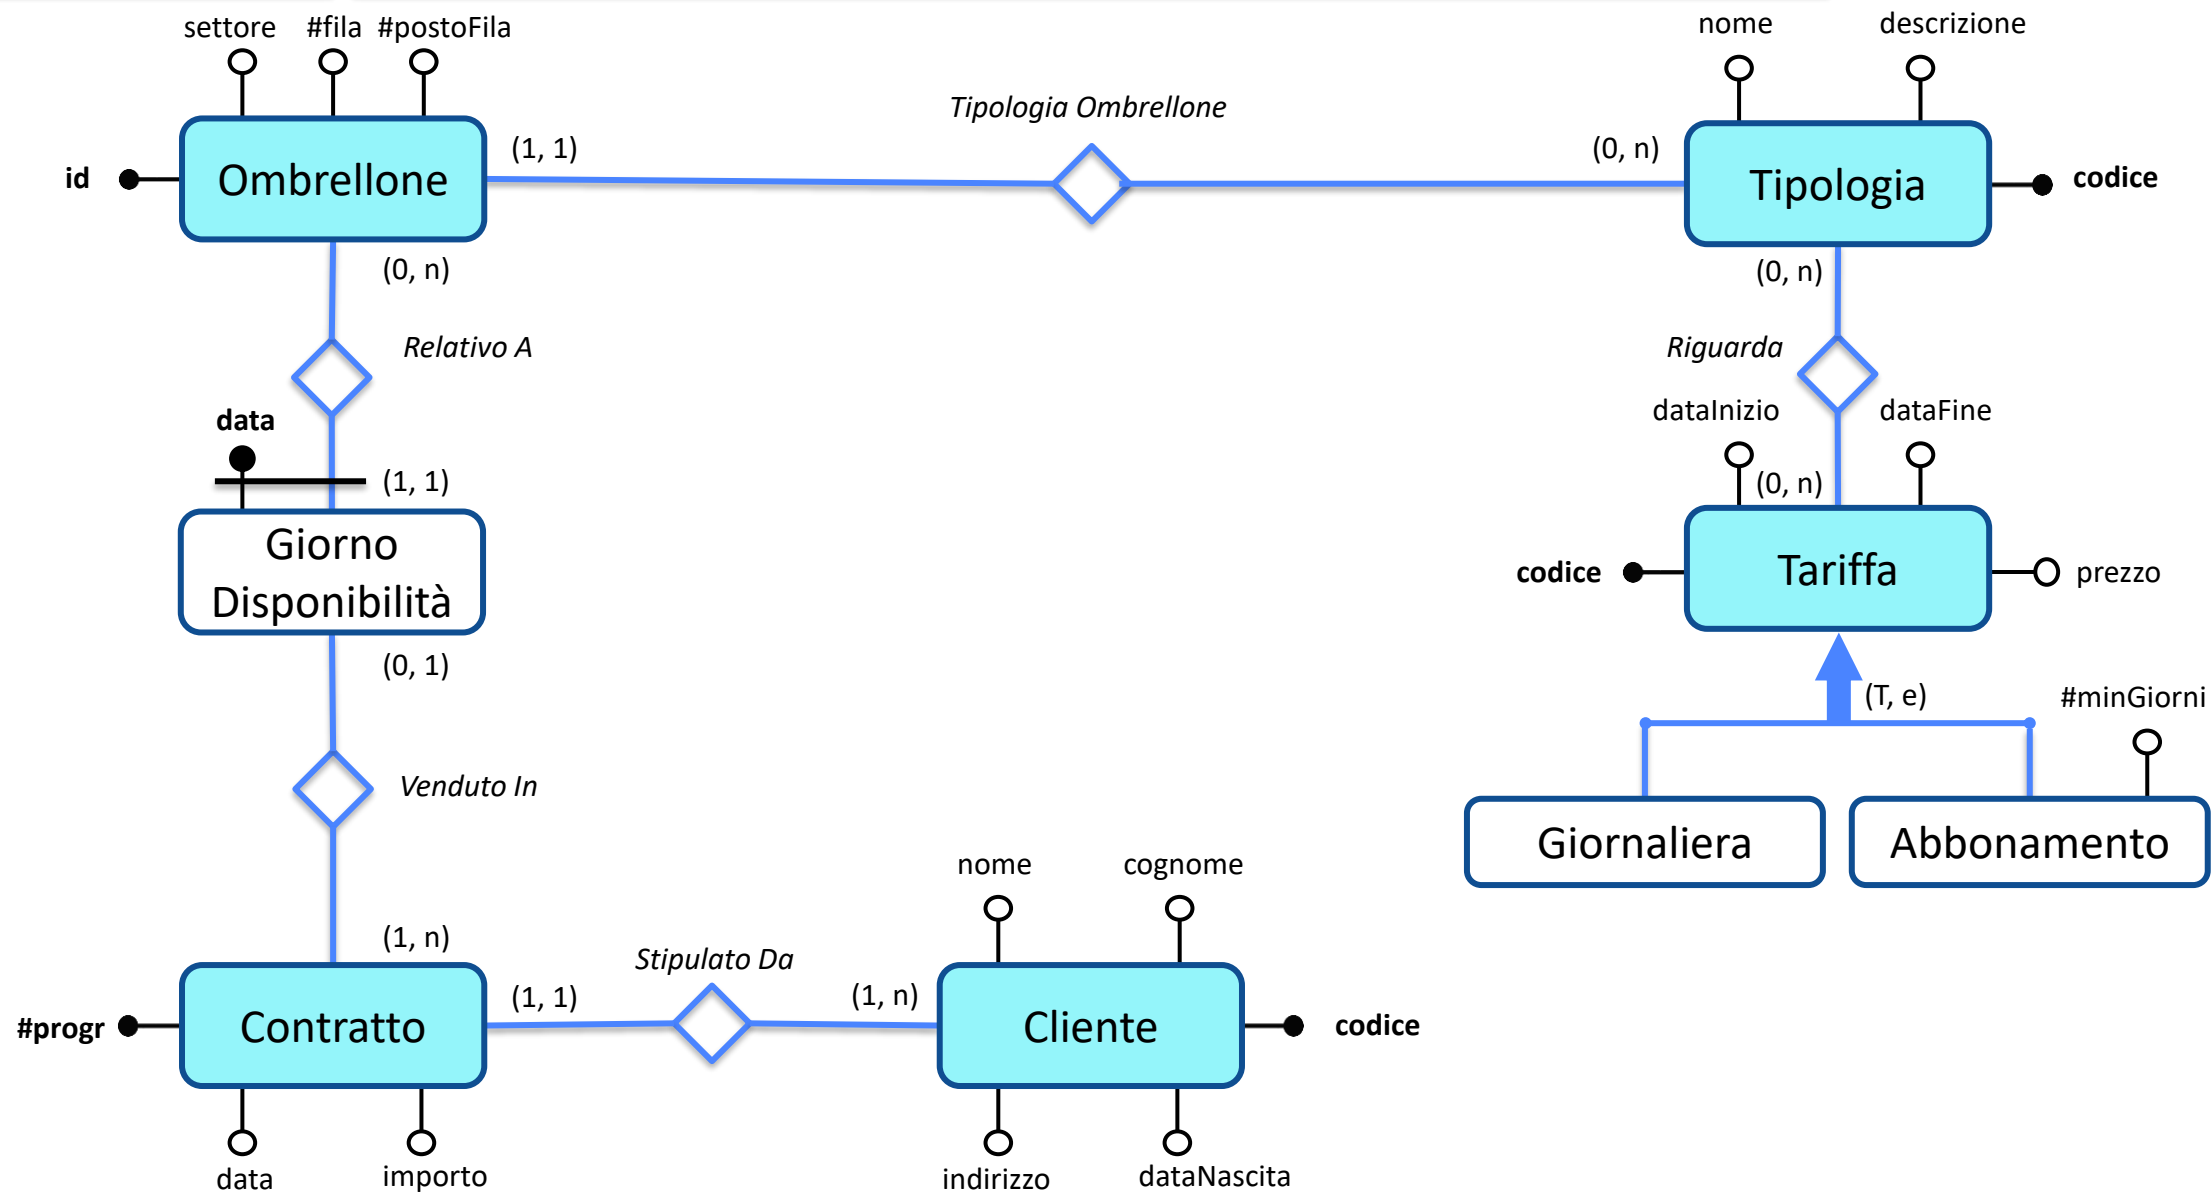 settore #fila #postoFila
nome descrizione
Tipologia Ombrellone
(1, 1) (0, n)
id Ombrellone Tipologia codice
(0, n) (0, n)
Relativo A Riguarda
data dataInizio dataFine
(1, 1) (0, n)
Giorno
Disponibilità
codice Tariffa prezzo
(0, 1) (T, e) #minGiorni
Venduto In
Giornaliera Abbonamento
nome cognome
(1, n) Stipulato Da
(1, 1) (1, n)
#progr Contratto Cliente codice
data importo indirizzo dataNascita